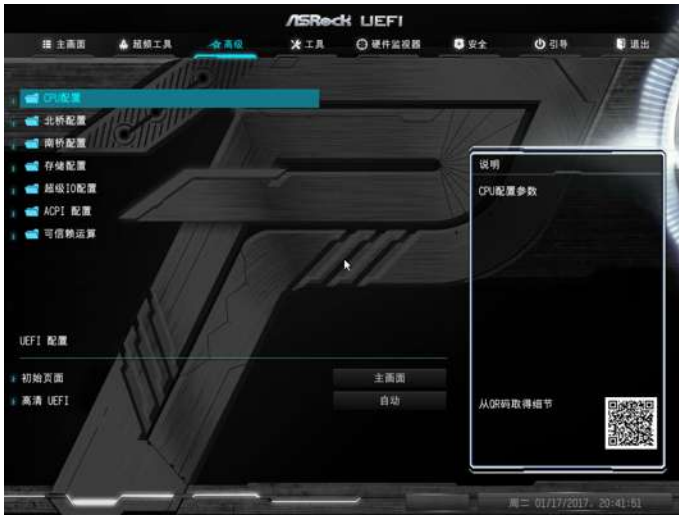 ASRock UEFI
主画面
超频工具
高级
工具
硬件监视器
安全
引导
退出
CPU配置
北桥配置
南桥配置
存储配置
超级IO配置
ACPI 配置
可信赖运算
说明
CPU配置参数
UEFI 配置
初始页面 主画面
高清 UEFI 自动
从QR码取得细节
周二 01/17/2017. 20:41:51